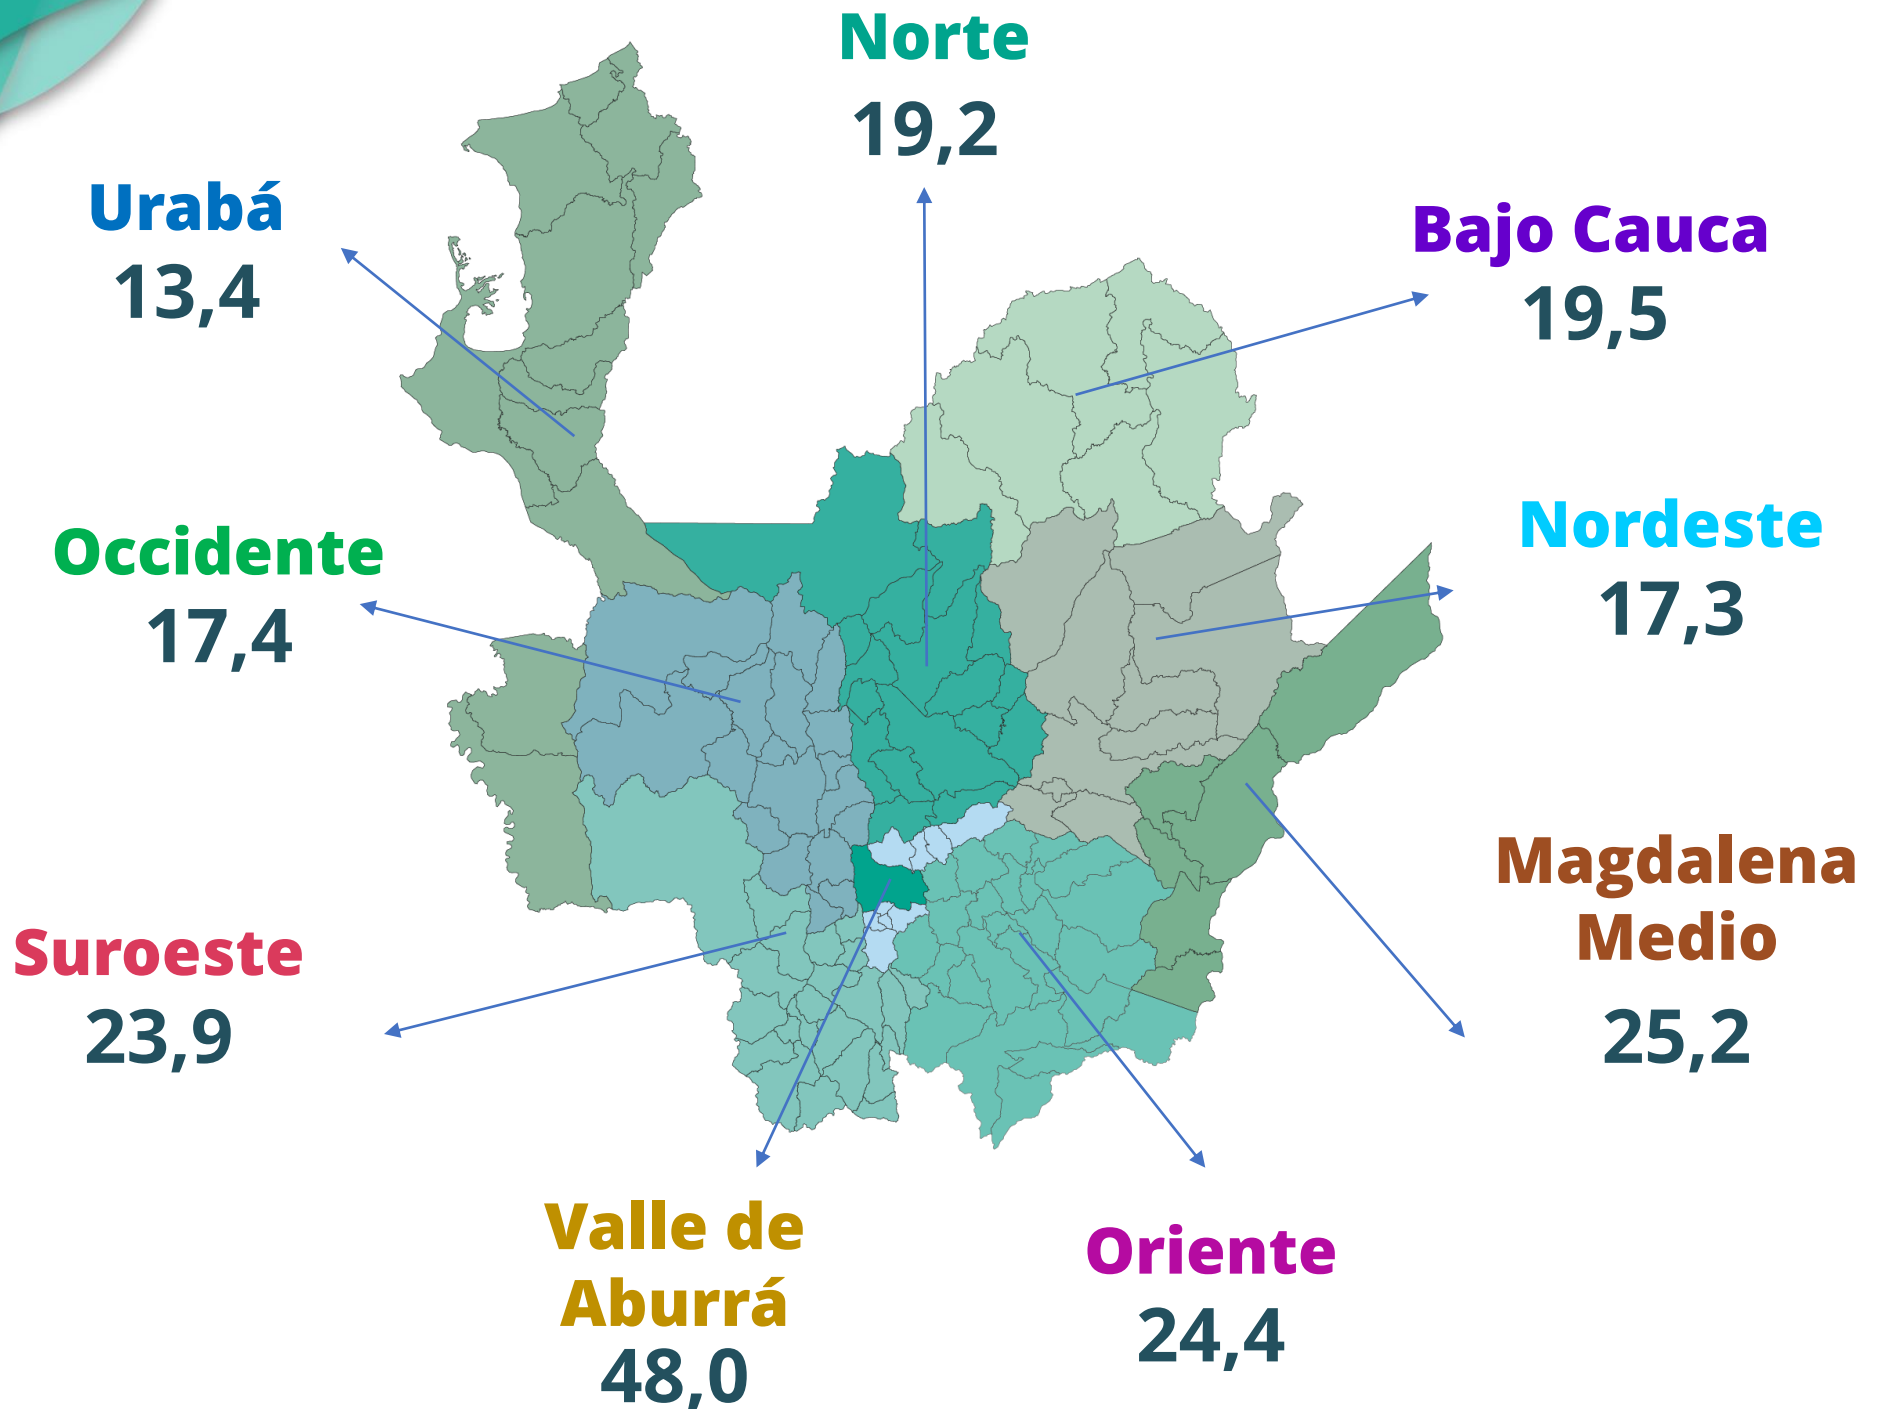 Norte
19,2
Urabá
13,4
Bajo Cauca
19,5
Occidente
17,4
Nordeste
17,3
Suroeste
23,9
Magdalena
Medio
25,2
Valle de
Aburrá
48,0
Oriente
24,4